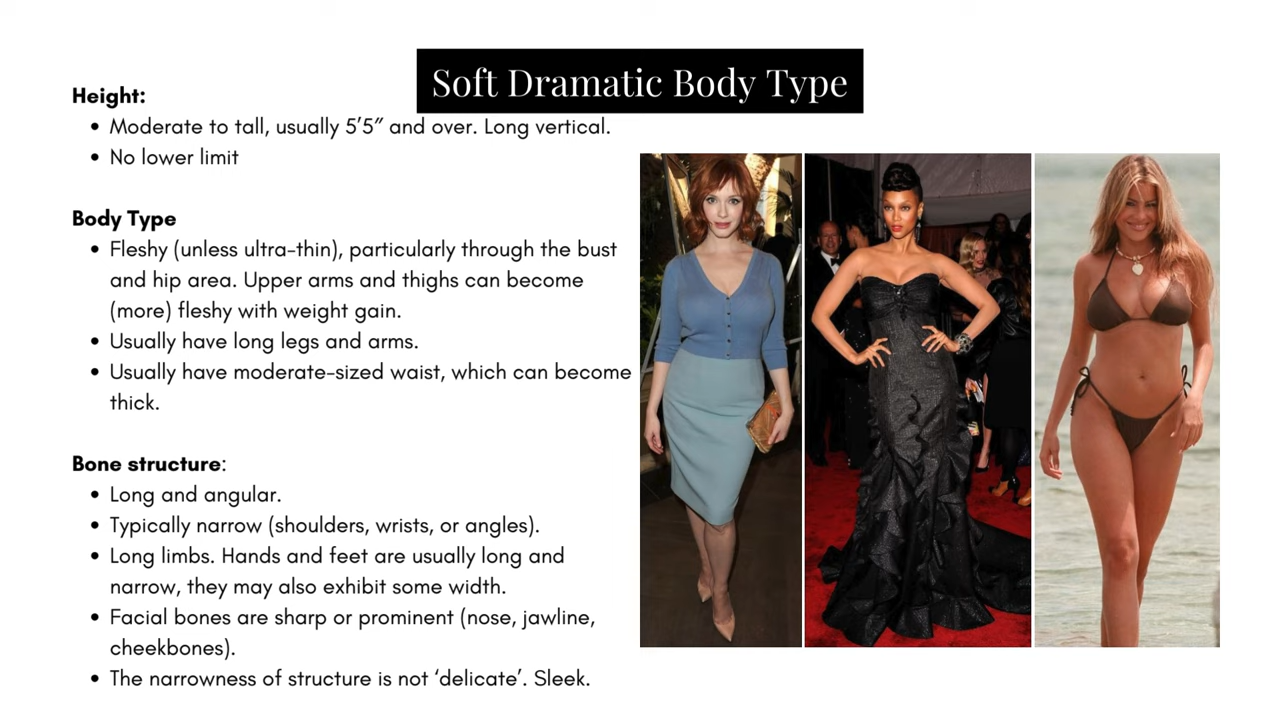 Soft Dramatic Body Type
Height:
• Moderate to tall, usually 5′5″ and over. Long vertical.
• No lower limit
Body Type
• Fleshy (unless ultra-thin), particularly through the bust
and hip area. Upper arms and thighs can become
(more) fleshy with weight gain.
• Usually have long legs and arms.
• Usually have moderate-sized waist, which can become
thick.
Bone structure:
• Long and angular.
• Typically narrow (shoulders, wrists, or angles).
• Long limbs. Hands and feet are usually long and
narrow, they may also exhibit some width.
• Facial bones are sharp or prominent (nose, jawline,
cheekbones).
• The narrowness of structure is not ‘delicate’. Sleek.